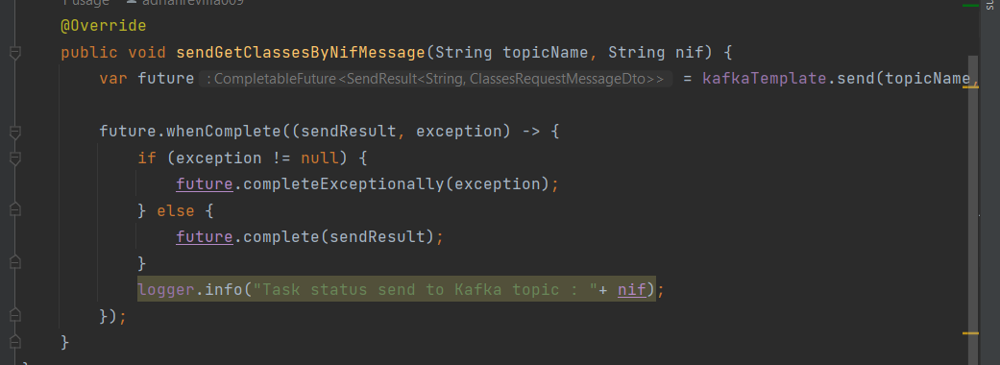 usage adrianrevilla009
@Override
public void sendGetClassesByNifMessage(String topicName, String nif) {
var future : CompletableFuture<SendResult<String, ClassesRequestMessageDto>> = kafkaTemplate.send(topicName,
future.whenComplete((sendResult, exception) -> {
if (exception != null) {
future.completeExceptionally(exception);
} else {
future.complete(sendResult);
}
logger.info("Task status send to Kafka topic : "+ nif);
});
}